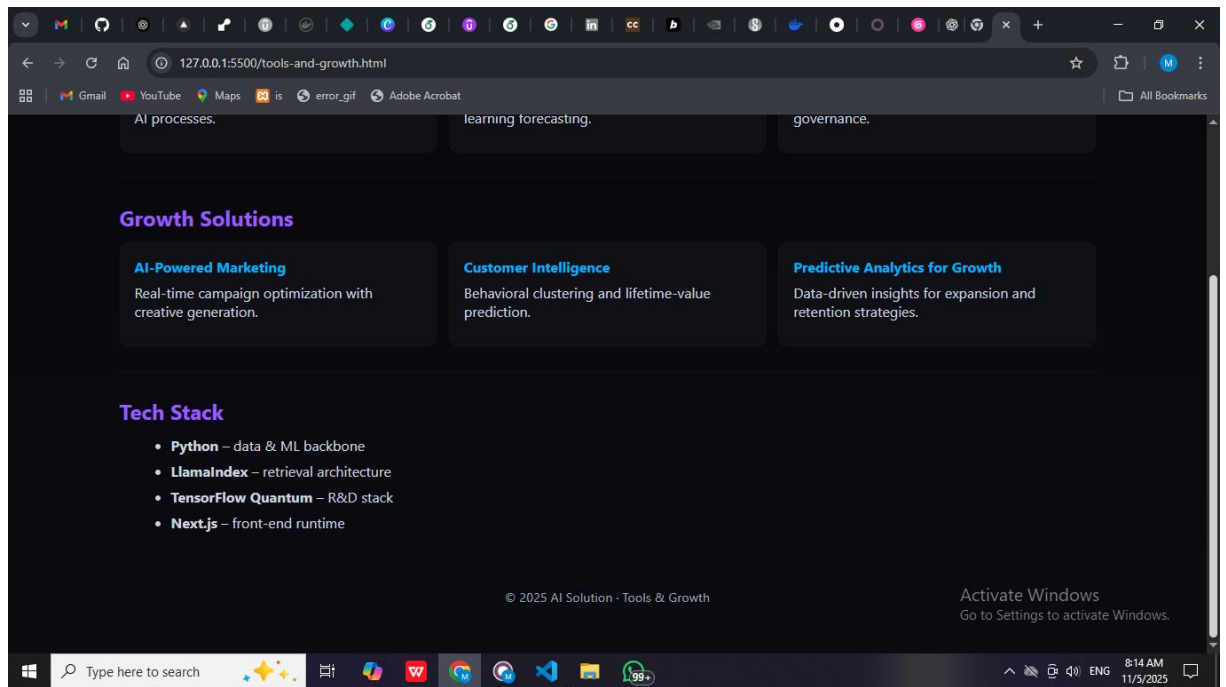 127.0.0.1:5500/tools-and-growth.html
M
Gmail
YouTube
Maps
is
error_gif
Adobe Acrobat
All Bookmarks
AI processes.
learning forecasting.
governance.
Growth Solutions
AI-Powered Marketing
Real-time campaign optimization with
creative generation.
Customer Intelligence
Behavioral clustering and lifetime-value
prediction.
Predictive Analytics for Growth
Data-driven insights for expansion and
retention strategies.
Tech Stack
• Python – data & ML backbone
• LlamaIndex – retrieval architecture
• TensorFlow Quantum – R&D stack
• Next.js – front-end runtime
© 2025 AI Solution · Tools & Growth
Activate Windows
Go to Settings to activate Windows.
Type here to search
99+
ENG
8:14 AM
11/5/2025